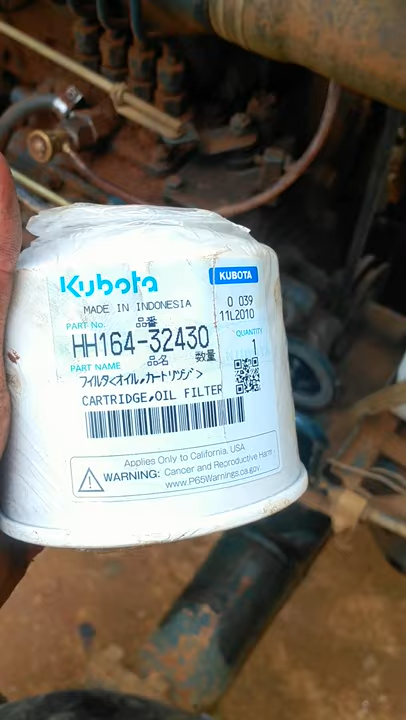 Kubota
KUBOTA
MADE IN INDONESIA
0 039
11L2010
PART No.
品番
HH164-32430
QUANTITY
数量
1
PART NAME
品名
フィルタ<オイル,カートリッジ>
CARTRIDGE,OIL FILTER
Applies Only to California, USA
WARNING: Cancer and Reproductive Harm -
www.P65Warnings.ca.gov